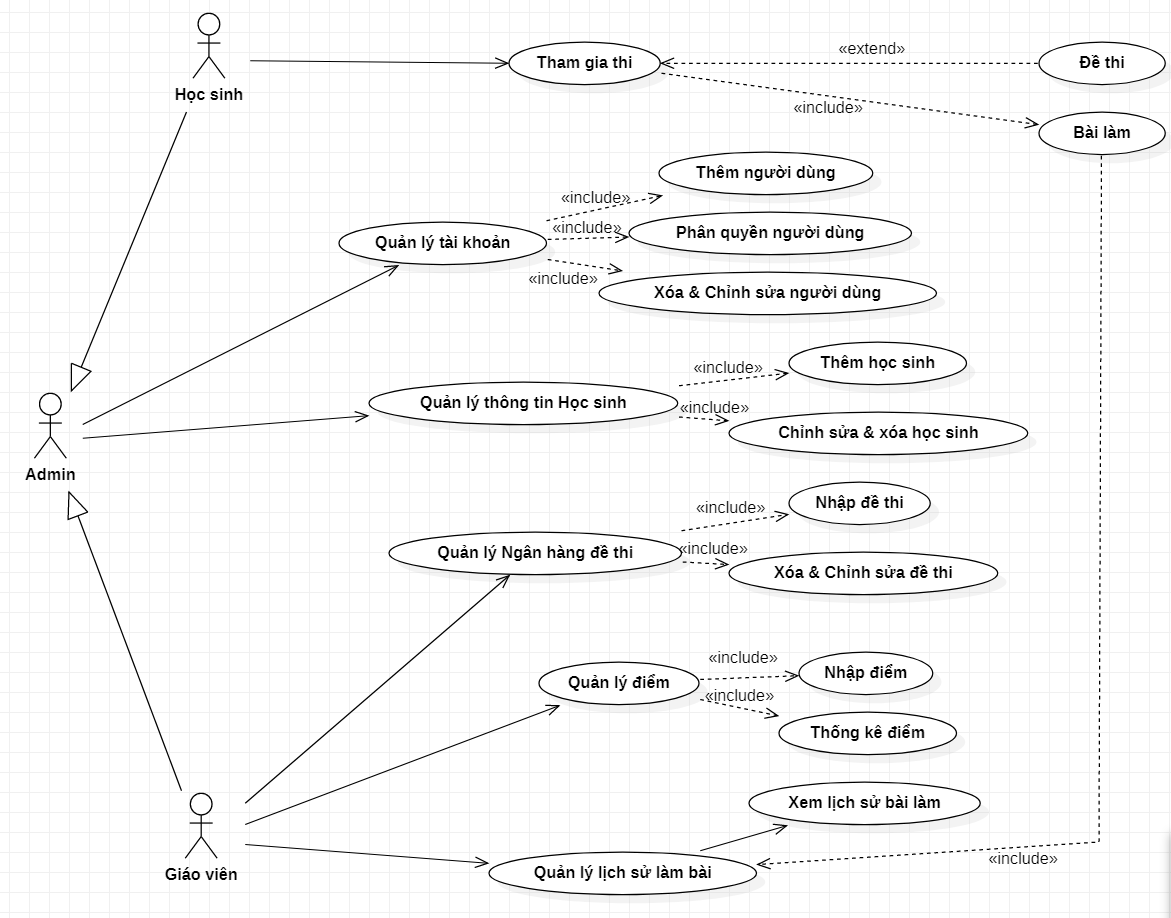 Học sinh
Tham gia thi
«extend»
Đề thi
«include»
Bài làm
Thêm người dùng
«include»
Quản lý tài khoản
«include»
Phân quyền người dùng
«include»
Xóa & Chỉnh sửa người dùng
Thêm học sinh
«include»
Quản lý thông tin Học sinh
«include»
Chỉnh sửa & xóa học sinh
Admin
Nhập đề thi
«include»
Quản lý Ngân hàng đề thi
«include»
Xóa & Chỉnh sửa đề thi
«include»
Nhập điểm
Quản lý điểm
«include»
Thống kê điểm
Xem lịch sử bài làm
«include»
Giáo viên
Quản lý lịch sử làm bài